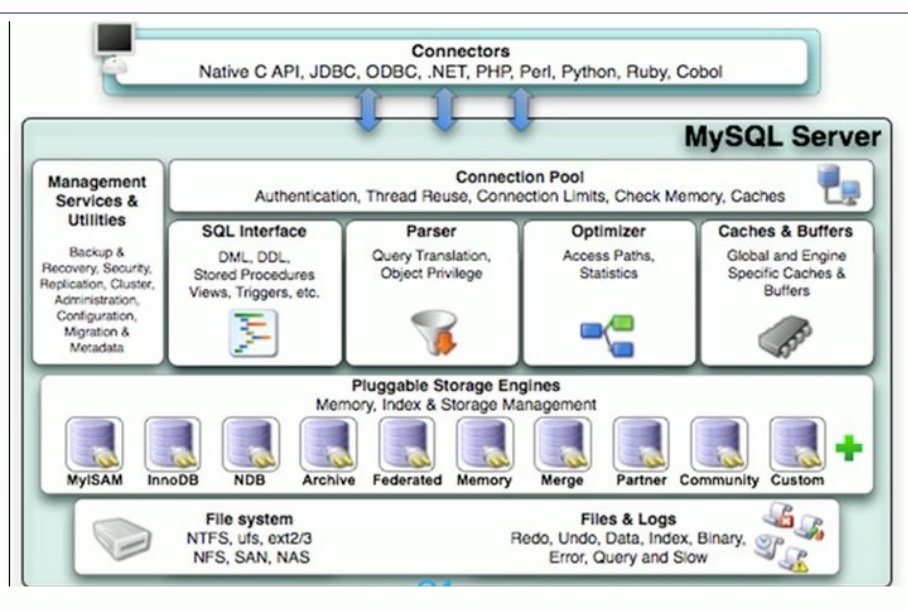 Connectors
Native C API, JDBC, ODBC, .NET, PHP, Perl, Python, Ruby, Cobol
MySQL Server
Management
Services &
Utilities
Backup &
Recovery, Security,
Replication, Cluster,
Administration,
Configuration,
Migration &
Metadata
Connection Pool
Authentication, Thread Reuse, Connection Limits, Check Memory, Caches
SQL Interface
DML, DDL,
Stored Procedures
Views, Triggers, etc.
Parser
Query Translation,
Object Privilege
Optimizer
Access Paths,
Statistics
Caches & Buffers
Global and Engine
Specific Caches &
Buffers
Pluggable Storage Engines
Memory, Index & Storage Management
MyISAM
InnoDB
NDB
Archive
Federated
Memory
Merge
Partner
Community
Custom
File system
NTFS, ufs, ext2/3
NFS, SAN, NAS
Files & Logs
Redo, Undo, Data, Index, Binary,
Error, Query and Slow